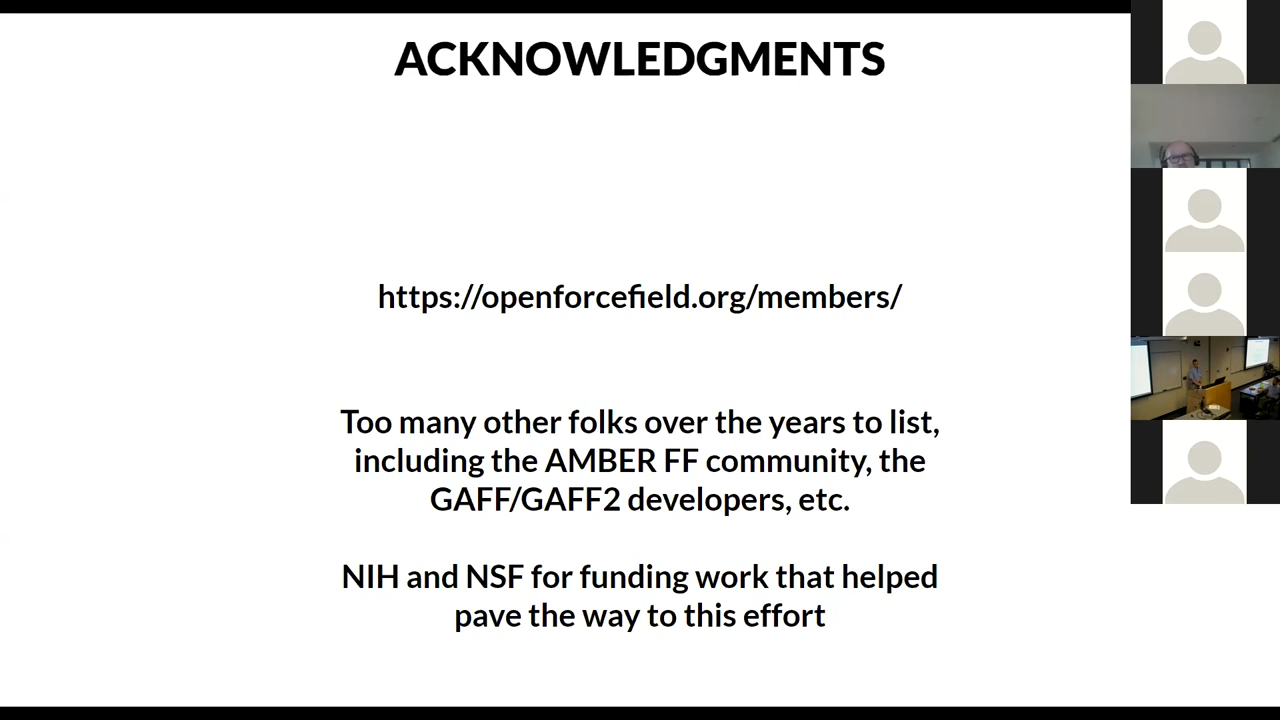 ACKNOWLEDGMENTS
https://openforcefield.org/members/
Too many other folks over the years to list,
including the AMBER FF community, the
GAFF/GAFF2 developers, etc.
NIH and NSF for funding work that helped
pave the way to this effort